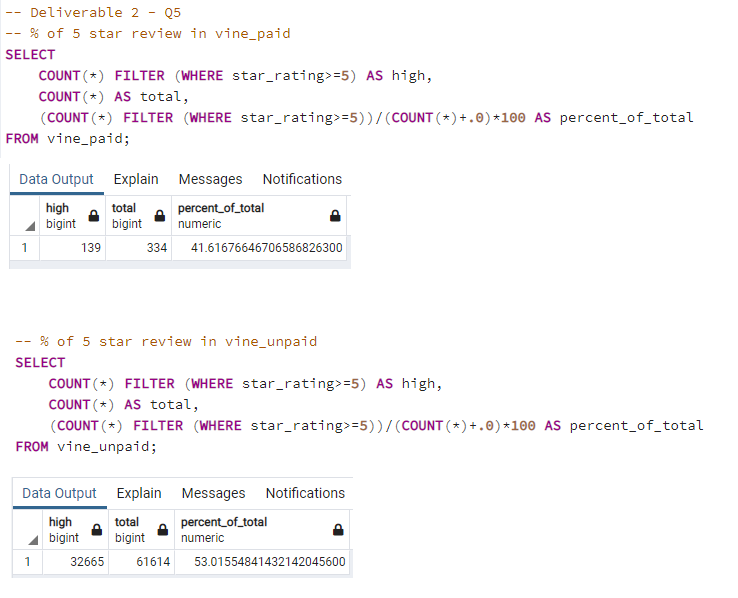 -- Deliverable 2 - Q5
-- % of 5 star review in vine_paid
SELECT
    COUNT(*) FILTER (WHERE star_rating>=5) AS high,
    COUNT(*) AS total,
    (COUNT(*) FILTER (WHERE star_rating>=5))/(COUNT(*)+.0)*100 AS percent_of_total
FROM vine_paid;
Data Output Explain Messages Notifications
high total percent_of_total
bigint bigint numeric
1 139 334 41.61676646706586826300
-- % of 5 star review in vine_unpaid
SELECT
    COUNT(*) FILTER (WHERE star_rating>=5) AS high,
    COUNT(*) AS total,
    (COUNT(*) FILTER (WHERE star_rating>=5))/(COUNT(*)+.0)*100 AS percent_of_total
FROM vine_unpaid;
Data Output Explain Messages Notifications
high total percent_of_total
bigint bigint numeric
1 32665 61614 53.01554841432142045600